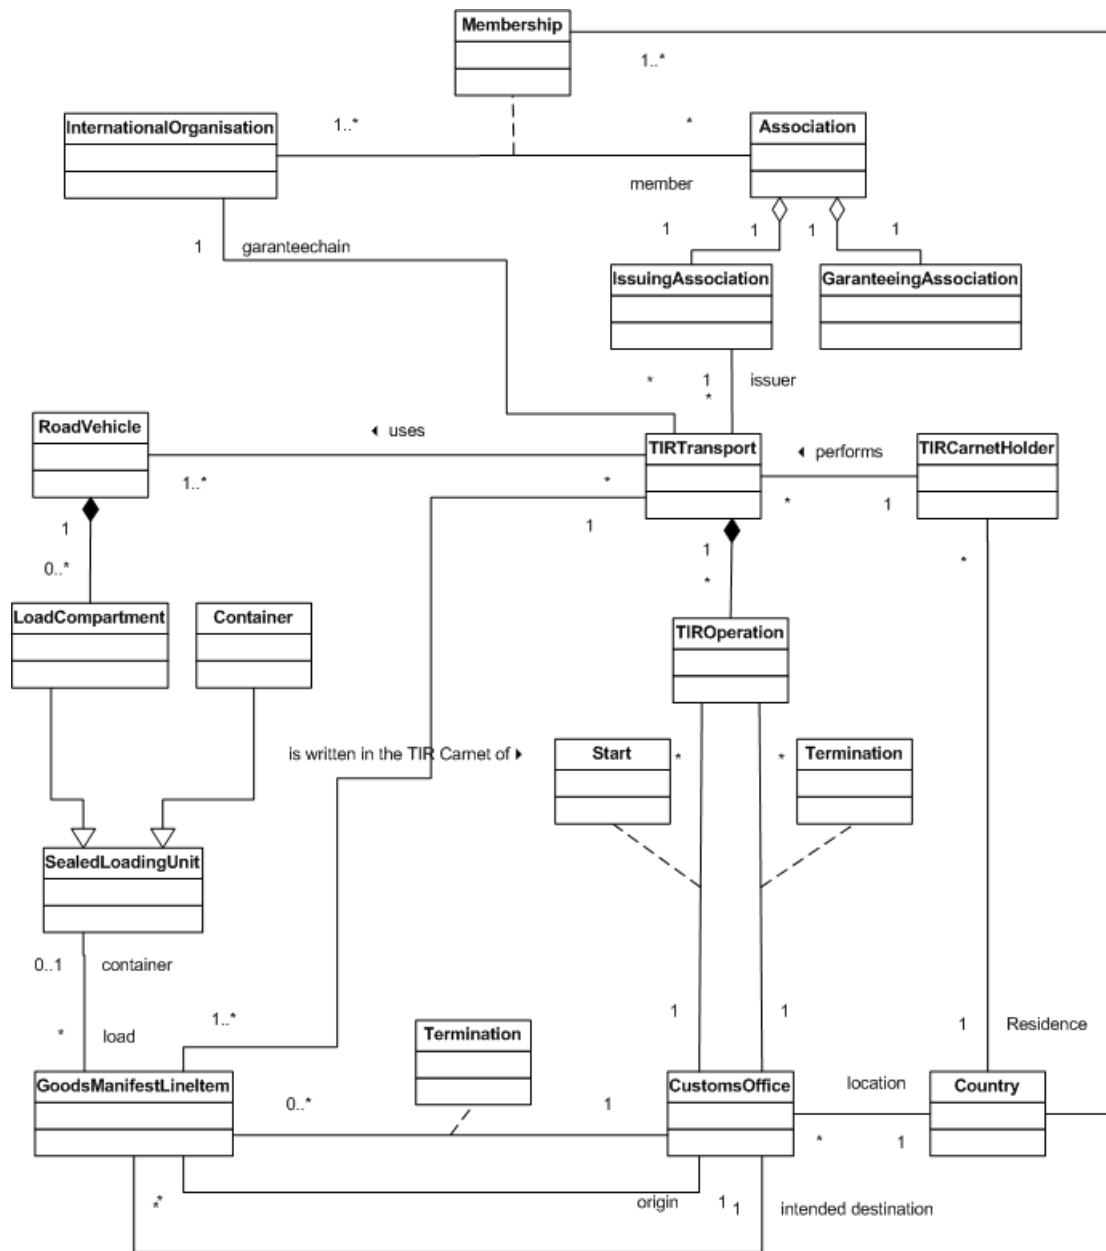 Membership
1..*
InternationalOrganisation
1..*
*
Association
member
1
garanteechain
1
1
1
1
IssuingAssociation
GaranteeingAssociation
*
1
issuer
*
RoadVehicle
uses
TIRTransport
performs
TIRCarnetHolder
1..*
*
*
1
1
1
1
*
0..*
*
LoadCompartment
Container
TIROperation
is written in the TIR Carnet of
Start
*
*
Termination
SealedLoadingUnit
0..1
container
*
load
1..*
Termination
1
1
1
Residence
GoodsManifestLineItem
CustomsOffice
location
Country
0..*
1
*
1
*
*
origin
1
1
intended destination